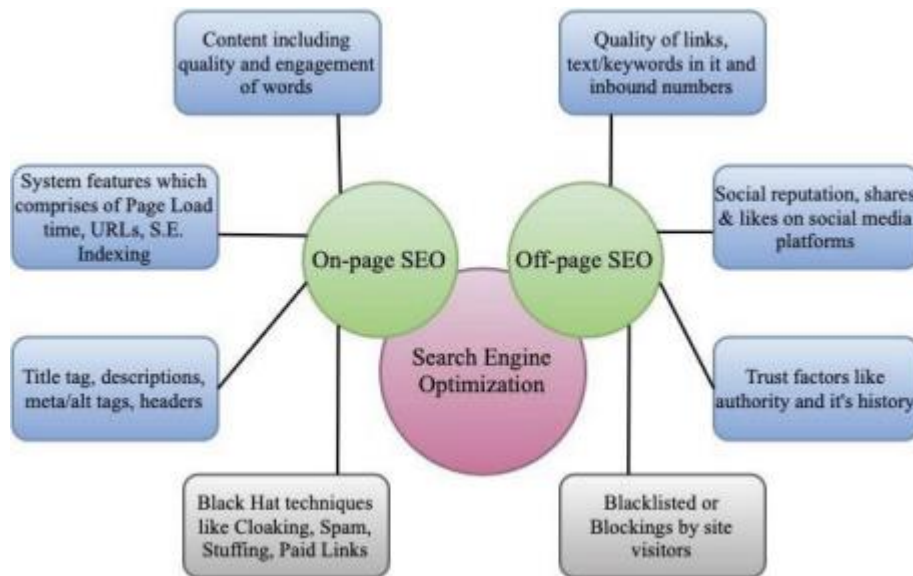 Content including
quality and engagement
of words
Quality of links,
text/keywords in it and
inbound numbers
System features which
comprises of Page Load
time, URLs, S.E.
Indexing
On-page SEO
Off-page SEO
Social reputation, shares
& likes on social media
platforms
Search Engine
Optimization
Title tag, descriptions,
meta/alt tags, headers
Trust factors like
authority and it's history
Black Hat techniques
like Cloaking, Spam,
Stuffing, Paid Links
Blacklisted or
Blockings by site
visitors